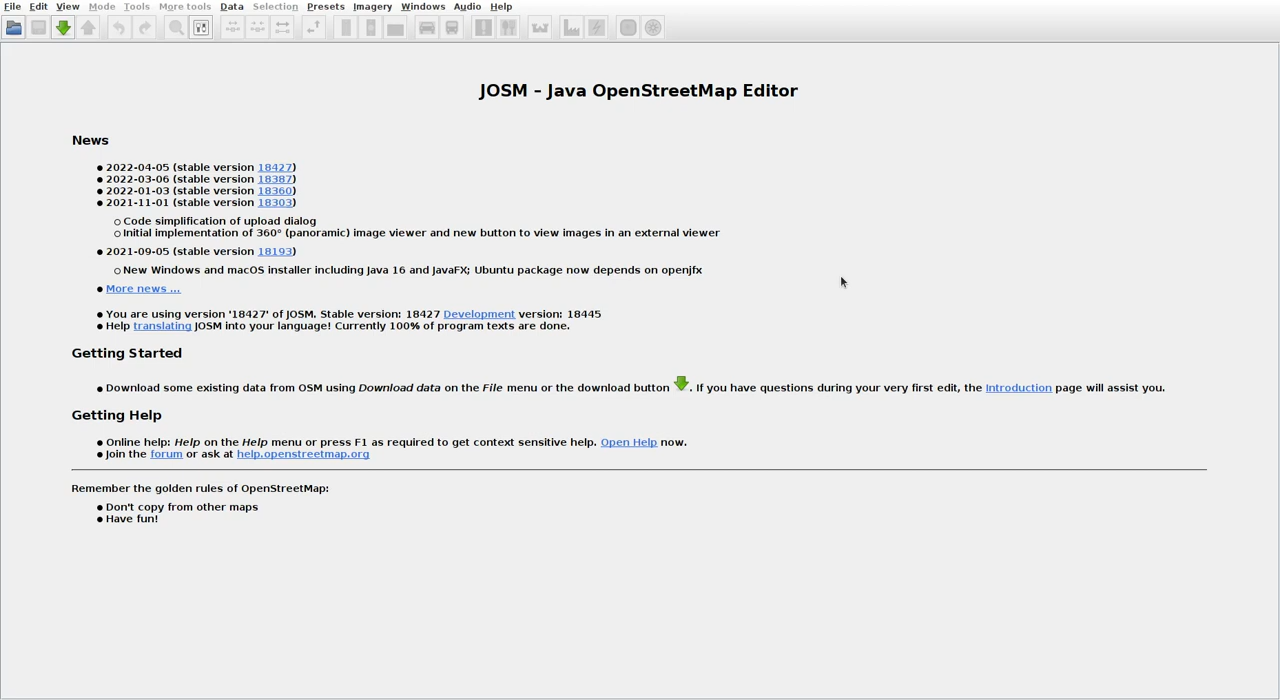 File Edit View Mode Tools More tools Data Selection Presets Imagery Windows Audio Help
JOSM – Java OpenStreetMap Editor
News
2022-04-05 (stable version 18427)
2022-03-06 (stable version 18387)
2022-01-03 (stable version 18360)
2021-11-01 (stable version 18303)
Code simplification of upload dialog
Initial implementation of 360° (panoramic) image viewer and new button to view images in an external viewer
2021-09-05 (stable version 18193)
New Windows and macOS installer including Java 16 and JavaFX; Ubuntu package now depends on openjfx
More news ...
You are using version '18427' of JOSM. Stable version: 18427 Development version: 18445
Help translating JOSM into your language! Currently 100% of program texts are done.
Getting Started
Download some existing data from OSM using Download data on the File menu or the download button . If you have questions during your very first edit, the Introduction page will assist you.
Getting Help
Online help: Help on the Help menu or press F1 as required to get context sensitive help. Open Help now.
Join the forum or ask at help.openstreetmap.org
Remember the golden rules of OpenStreetMap:
Don't copy from other maps
Have fun!